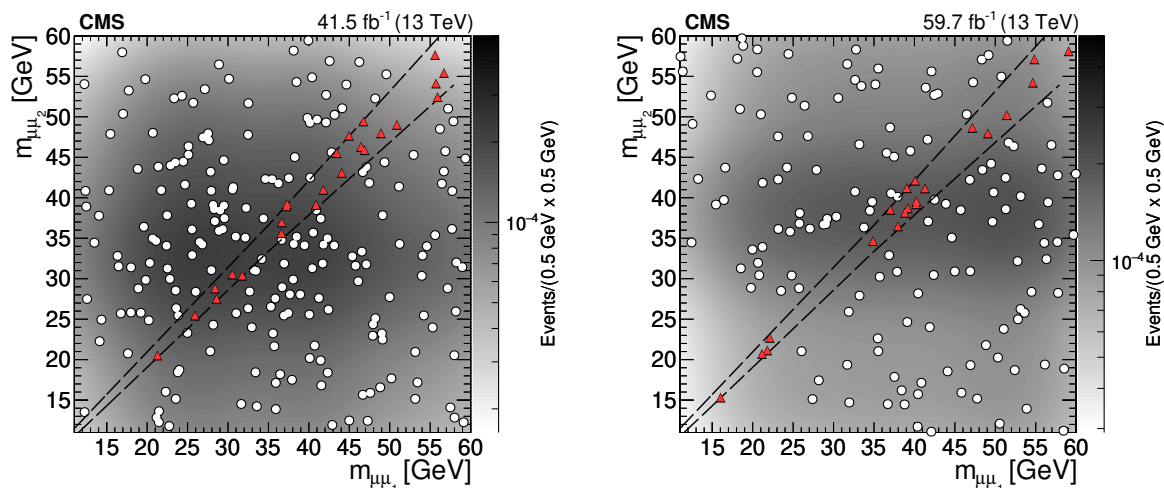 CMS 41.5 fb⁻¹ (13 TeV)
m_μμ₂ [GeV]
60
55
50
45
40
35
30
25
20
15
15 20 25 30 35 40 45 50 55 60
m_μμ₁ [GeV]
10⁻⁴
Events/(0.5 GeV x 0.5 GeV)
CMS 59.7 fb⁻¹ (13 TeV)
m_μμ₂ [GeV]
60
55
50
45
40
35
30
25
20
15
15 20 25 30 35 40 45 50 55 60
m_μμ₁ [GeV]
10⁻⁴
Events/(0.5 GeV x 0.5 GeV)